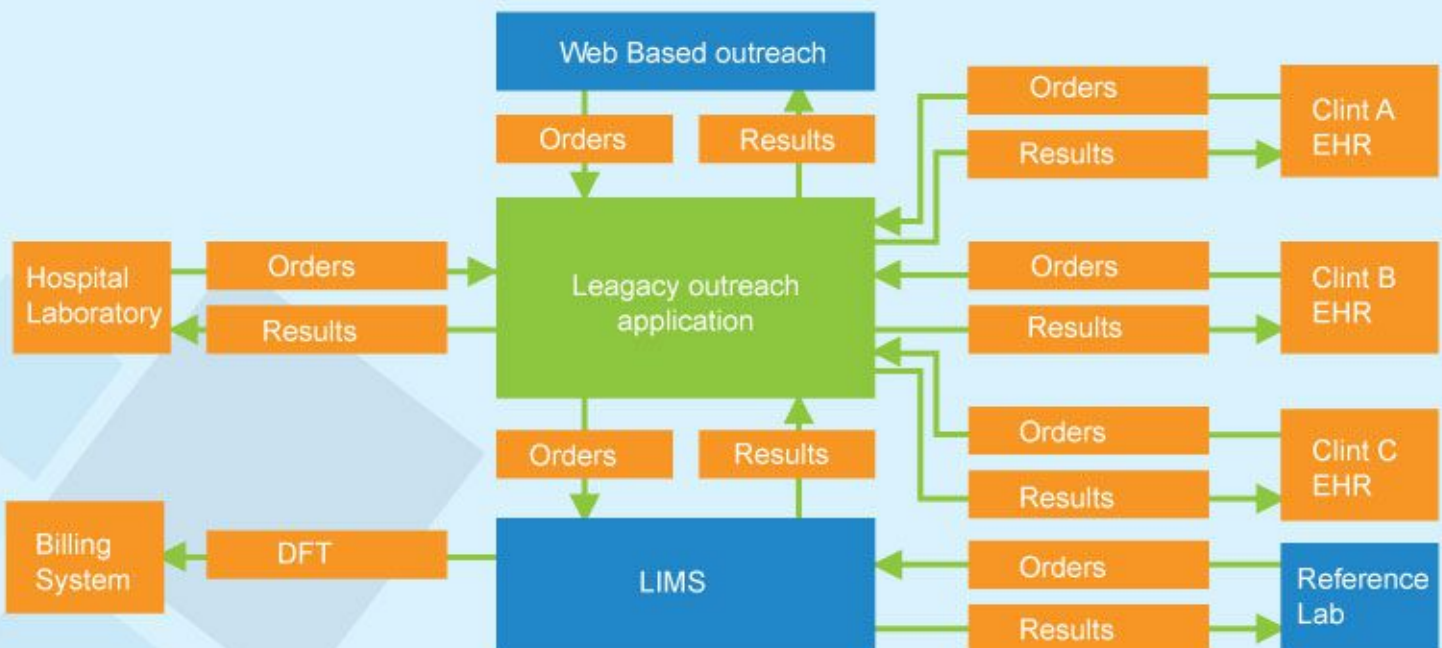 Web Based outreach
Orders
Results
Orders
Results
Clint A
EHR
Hospital
Laboratory
Orders
Results
Leagacy outreach
application
Orders
Results
Clint B
EHR
Orders
Results
Orders
Results
Clint C
EHR
Billing
System
DFT
LIMS
Orders
Results
Reference
Lab